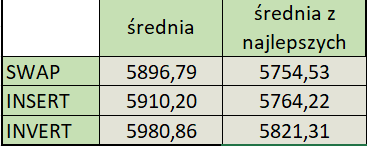 średnia średnia z
najlepszych
SWAP 5896,79 5754,53
INSERT 5910,20 5764,22
INVERT 5980,86 5821,31